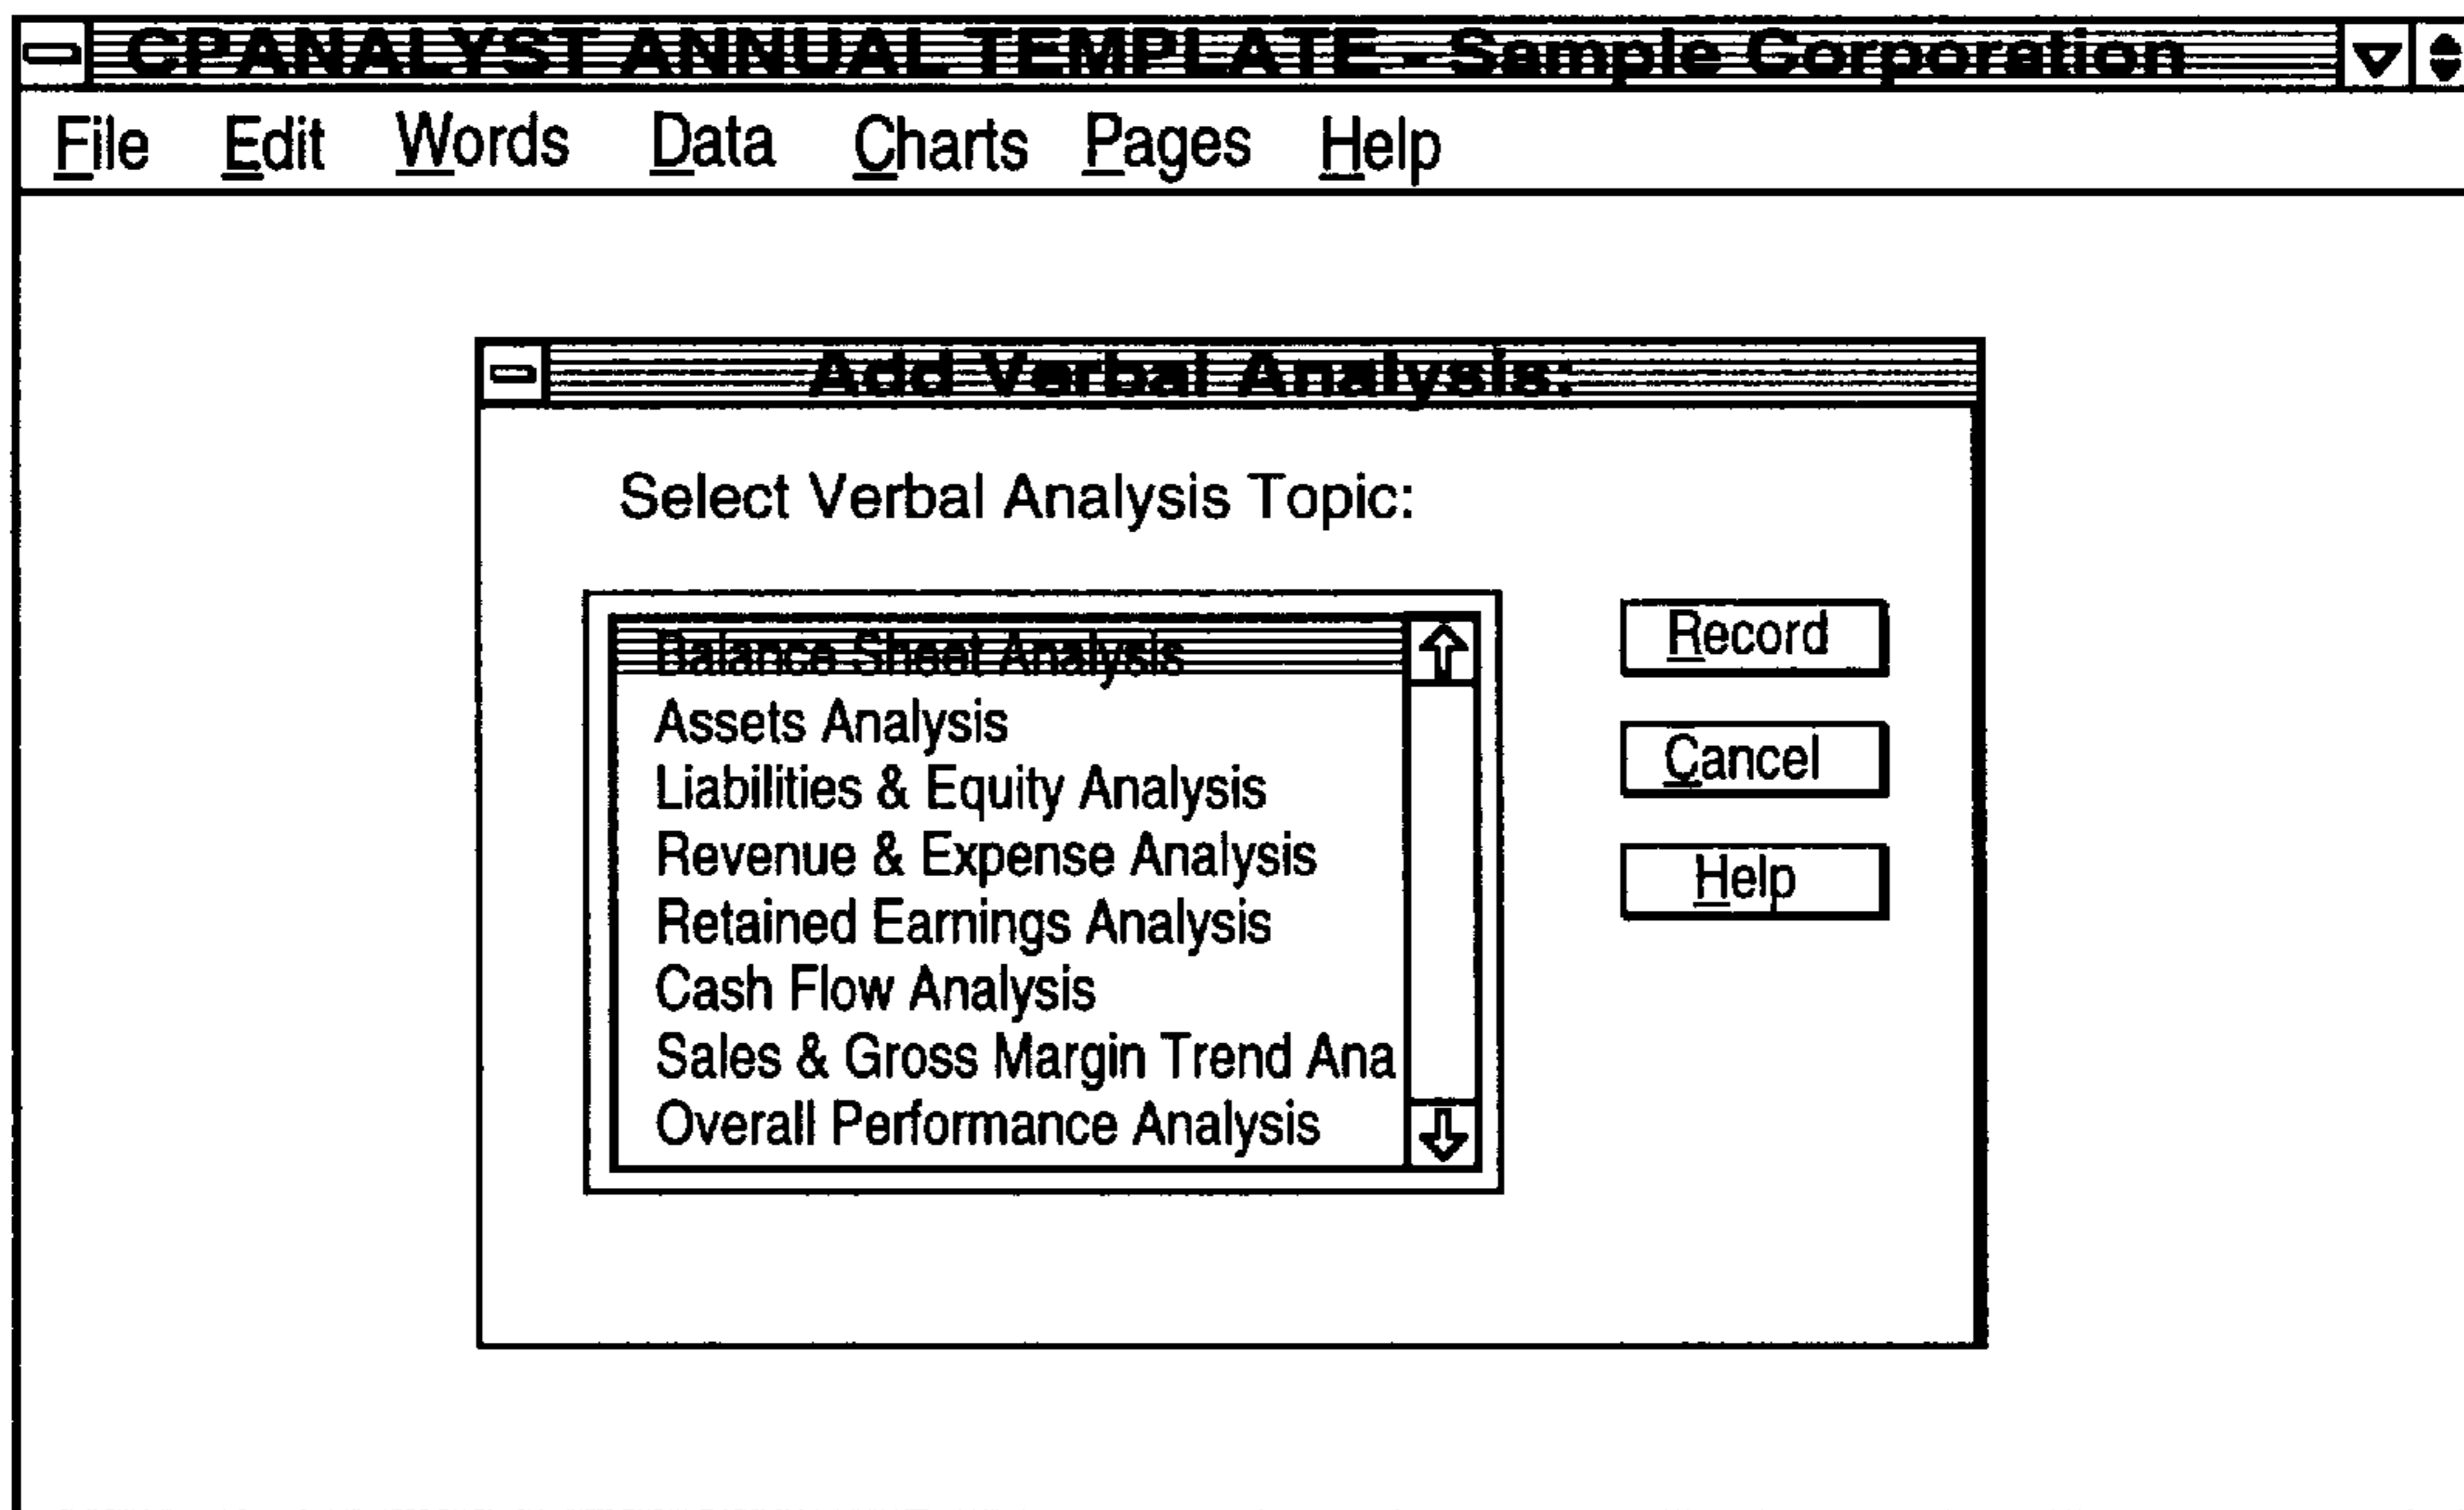 CPANALYST ANNUAL TEMPLATE - Sample Corporation
File Edit Words Data Charts Pages Help
Add Verbal Analysis:
Select Verbal Analysis Topic:
Balance Sheet Analysis
Assets Analysis
Liabilities & Equity Analysis
Revenue & Expense Analysis
Retained Earnings Analysis
Cash Flow Analysis
Sales & Gross Margin Trend Ana
Overall Performance Analysis
Record
Cancel
Help